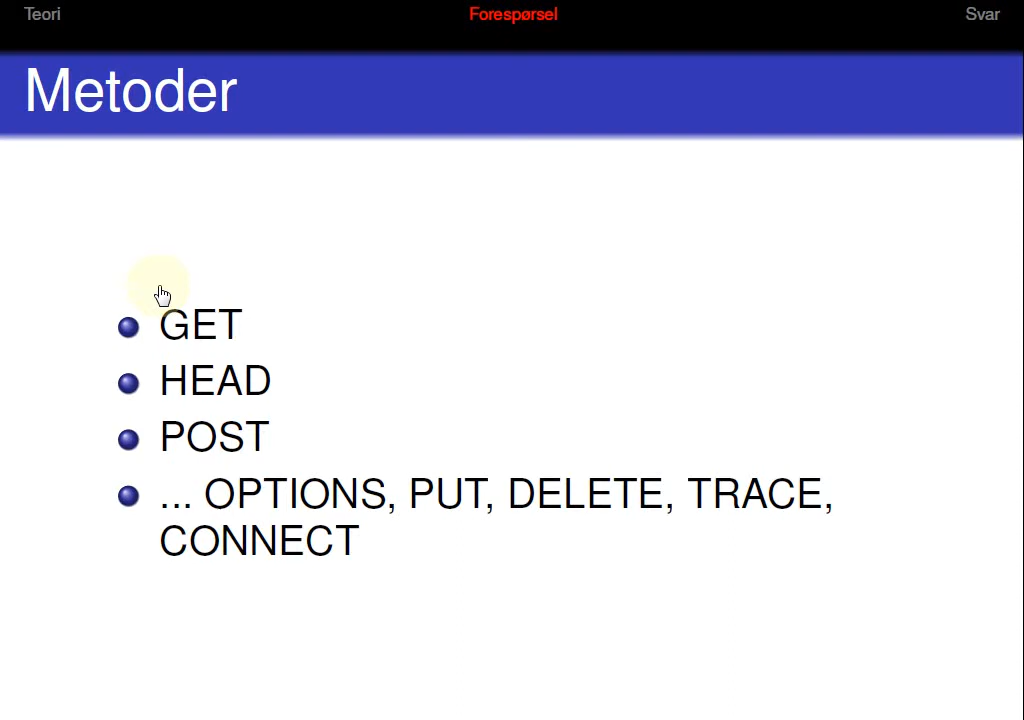 Teori Forespørsel Svar
Metoder
GET
HEAD
POST
... OPTIONS, PUT, DELETE, TRACE,
CONNECT